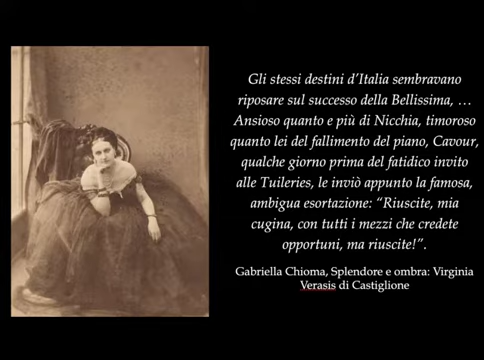 Gli stessi destini d’Italia sembravano
riposare sul successo della Bellissima, …
Ansioso quanto e più di Nicchia, timoroso
quanto lei del fallimento del piano, Cavour,
qualche giorno prima del fatidico invito
alle Tuileries, le inviò appunto la famosa,
ambigua esortazione: “Riuscite, mia
cugina, con tutti i mezzi che credete
opportuni, ma riuscite!”.
Gabriella Chioma, Splendore e ombra: Virginia
Verasis di Castiglione